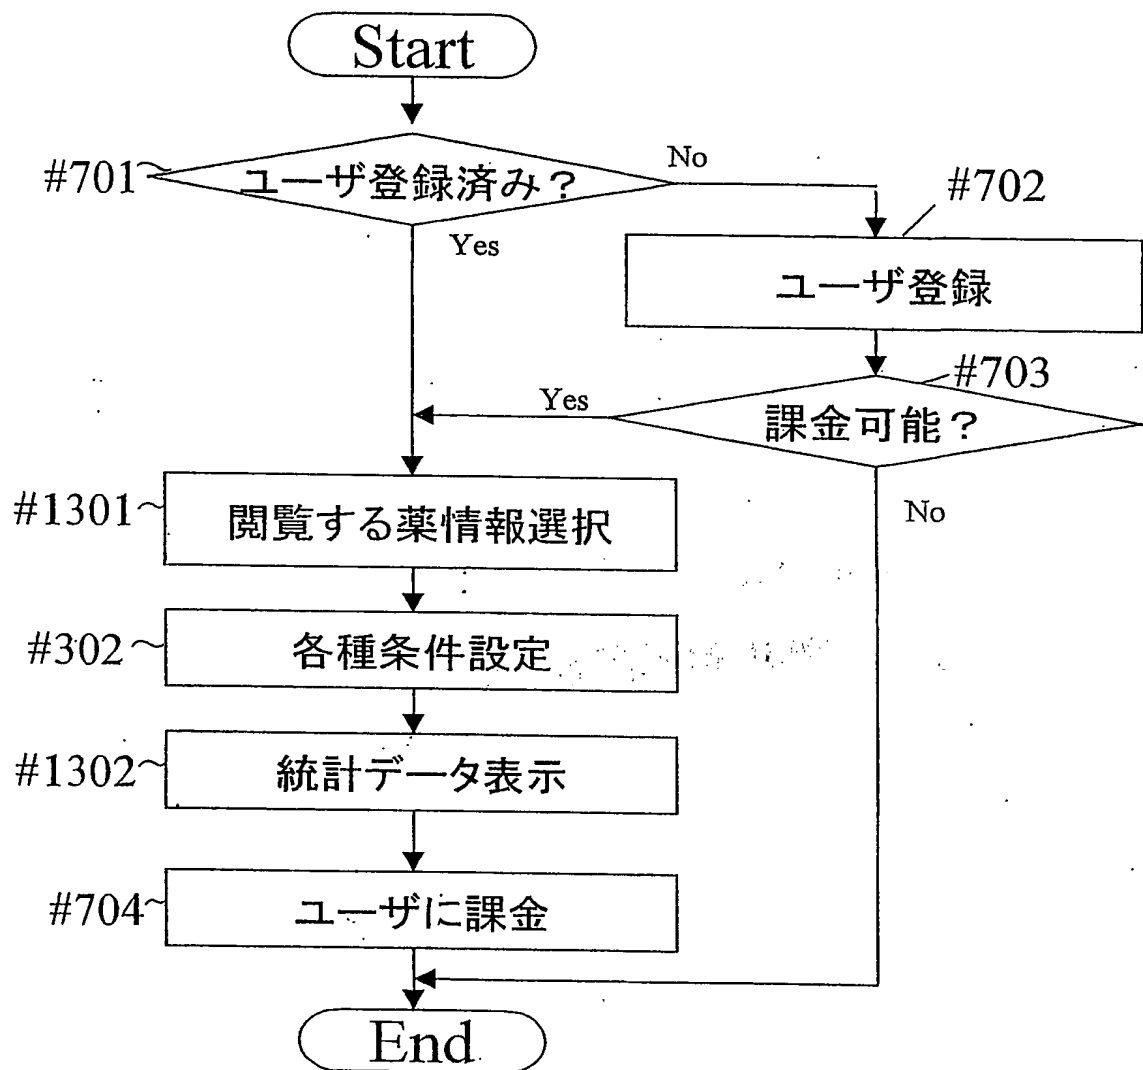 Start
#701
ユーザ登録済み?
No
Yes
#702
ユーザ登録
#703
課金可能?
Yes
No
#1301
閲覧する薬情報選択
#302
各種条件設定
#1302
統計データ表示
#704
ユーザに課金
End